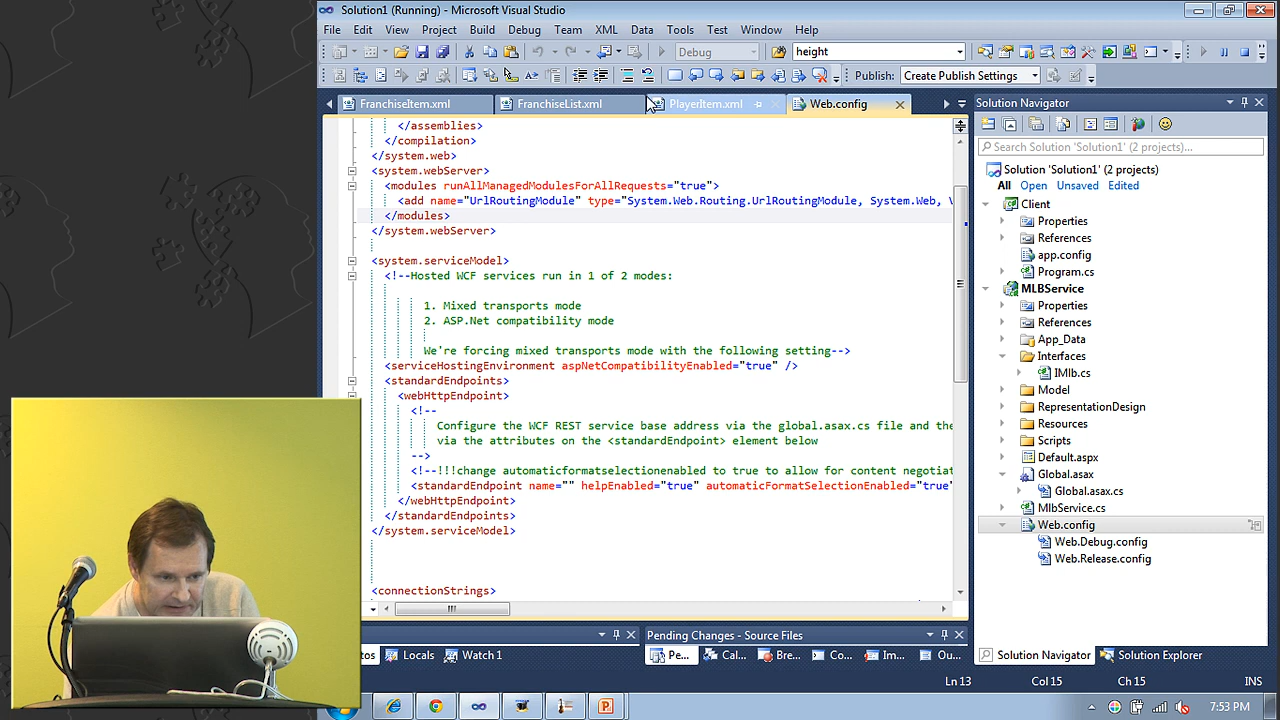 Solution1 (Running) - Microsoft Visual Studio
File Edit View Project Build Debug Team XML Data Tools Test Window Help
Debug height
Publish: Create Publish Settings
FranchiseItem.xml FranchiseList.xml PlayerItem.xml Web.config
</assemblies>
</compilation>
</system.web>
<system.webServer>
<modules runAllManagedModulesForAllRequests="true">
<add name="UrlRoutingModule" type="System.Web.Routing.UrlRoutingModule, System.Web, V
</modules>
</system.webServer>
<system.serviceModel>
<!--Hosted WCF services run in 1 of 2 modes:
1. Mixed transports mode
2. ASP.Net compatibility mode
We're forcing mixed transports mode with the following setting-->
<serviceHostingEnvironment aspNetCompatibilityEnabled="true" />
<standardEndpoints>
<webHttpEndpoint>
<!--
Configure the WCF REST service base address via the global.asax.cs file and the
via the attributes on the <standardEndpoint> element below
-->
<!--!!!change automaticformatselectionenabled to true to allow for content negotiat
<standardEndpoint name="" helpEnabled="true" automaticFormatSelectionEnabled="true"
</webHttpEndpoint>
</standardEndpoints>
</system.serviceModel>
<connectionStrings>
Solution Navigator
Search Solution 'Solution1' (2 projects)...
Solution 'Solution1' (2 projects)
All Open Unsaved Edited
Client
Properties
References
app.config
Program.cs
MLBService
Properties
References
App_Data
Interfaces
IMlb.cs
Model
RepresentationDesign
Resources
Scripts
Default.aspx
Global.asax
Global.asax.cs
MlbService.cs
Web.config
Web.Debug.config
Web.Release.config
Pending Changes - Source Files
tos Locals Watch 1 Pe... Cal... Bre... Co... Im... Ou...
Solution Navigator Solution Explorer
Ln 13 Col 15 Ch 15 INS
7:53 PM